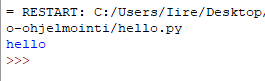 = RESTART: C:/Users/Iire/Desktop,
o-ohjelmointi/hello.py
hello
>>>